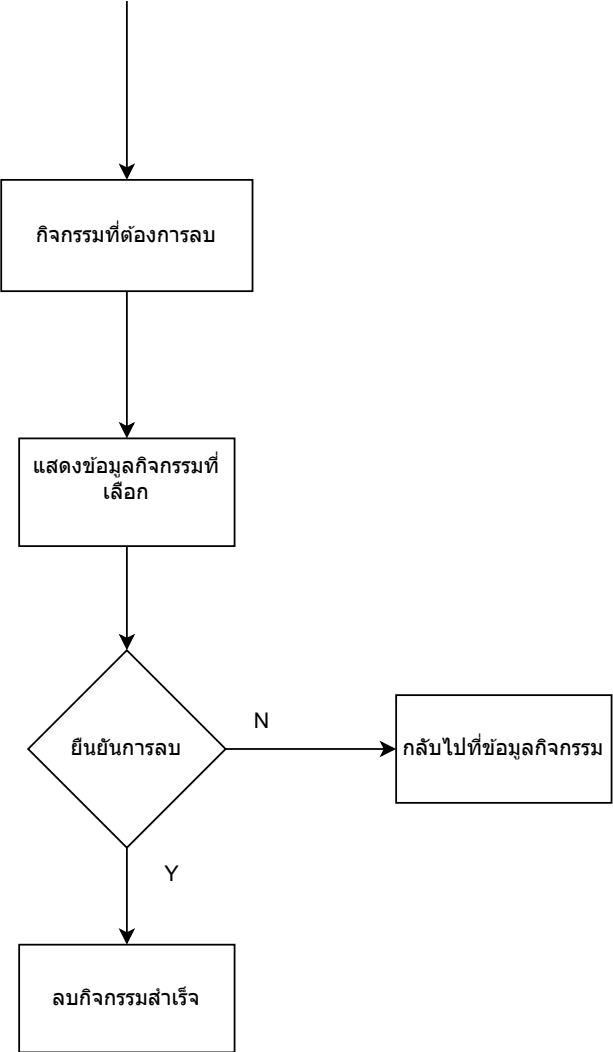 กิจกรรมที่ต้องการลบ
แสดงข้อมูลกิจกรรมที่
เลือก
ยืนยันการลบ
N
กลับไปที่ข้อมูลกิจกรรม
Y
ลบกิจกรรมสำเร็จ